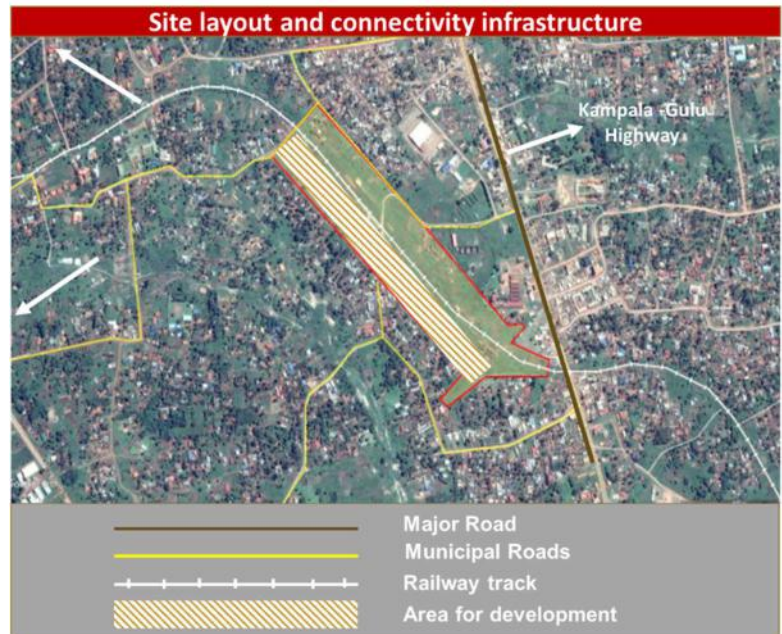 Site layout and connectivity infrastructure
Kampala -Gulu
Highway
Major Road
Municipal Roads
Railway track
Area for development